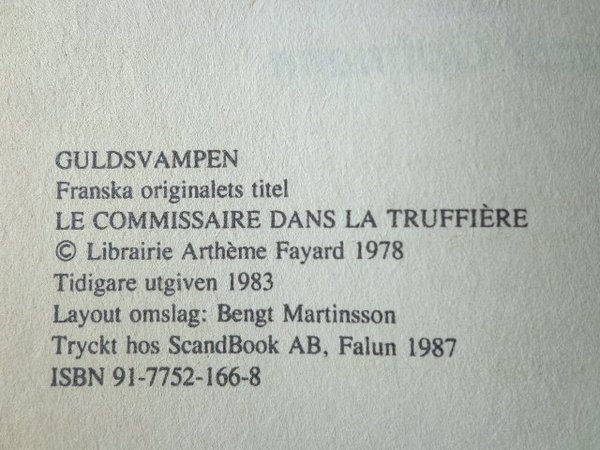 GULDSVAMPEN
Franska originalets titel
LE COMMISSAIRE DANS LA TRUFFIÈRE
© Librairie Arthème Fayard 1978
Tidigare utgiven 1983
Layout omslag: Bengt Martinsson
Tryckt hos ScandBook AB, Falun 1987
ISBN 91-7752-166-8